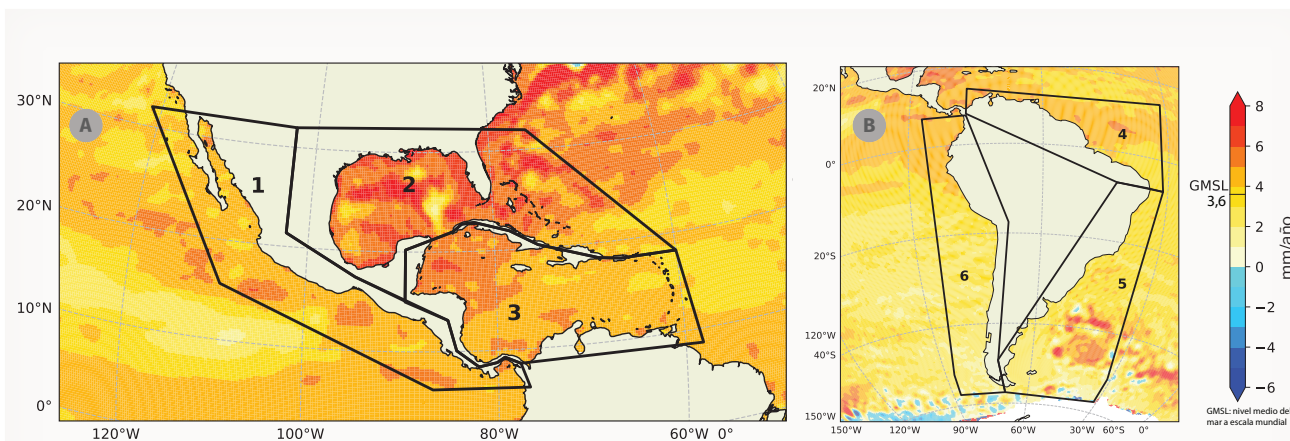 A
30°N
20°N
10°N
0°
120°W
100°W
80°W
60°W
0°
1
2
3
B
20°N
0°
20°S
120°W
40°S
150°W
150°W
120°W
90°W
60°W
30°W
0°
4
5
6
8
6
4
2
0
−2
−4
−6
GMSL
3,6
mm/año
GMSL: nivel medio del
mar a escala mundial